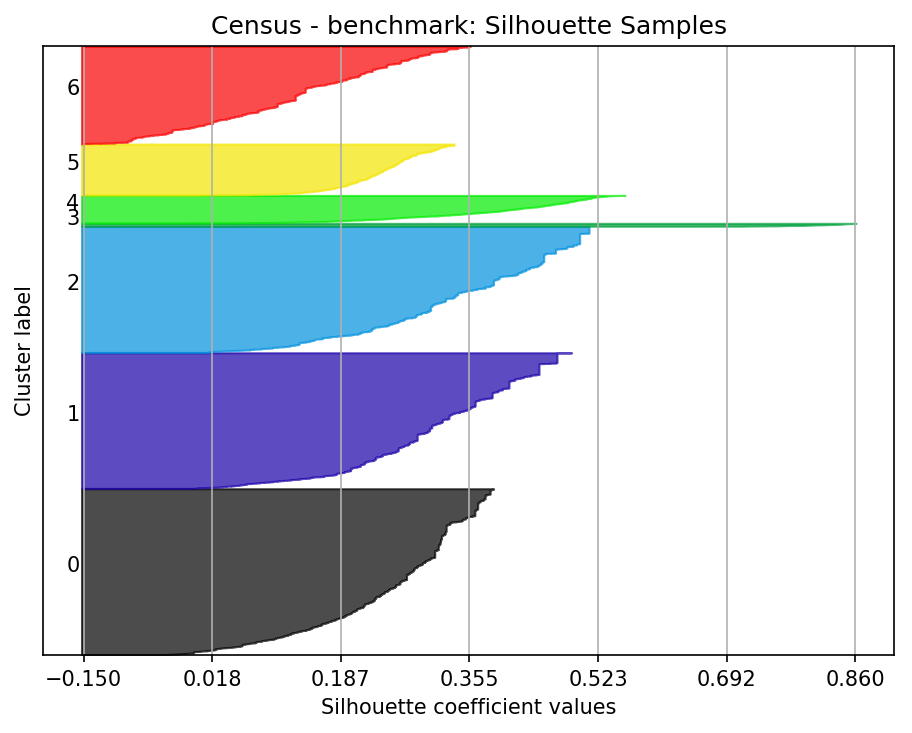 Census - benchmark: Silhouette Samples
6
5
4
3
2
1
0
Cluster label
−0.150 0.018 0.187 0.355 0.523 0.692 0.860
Silhouette coefficient values